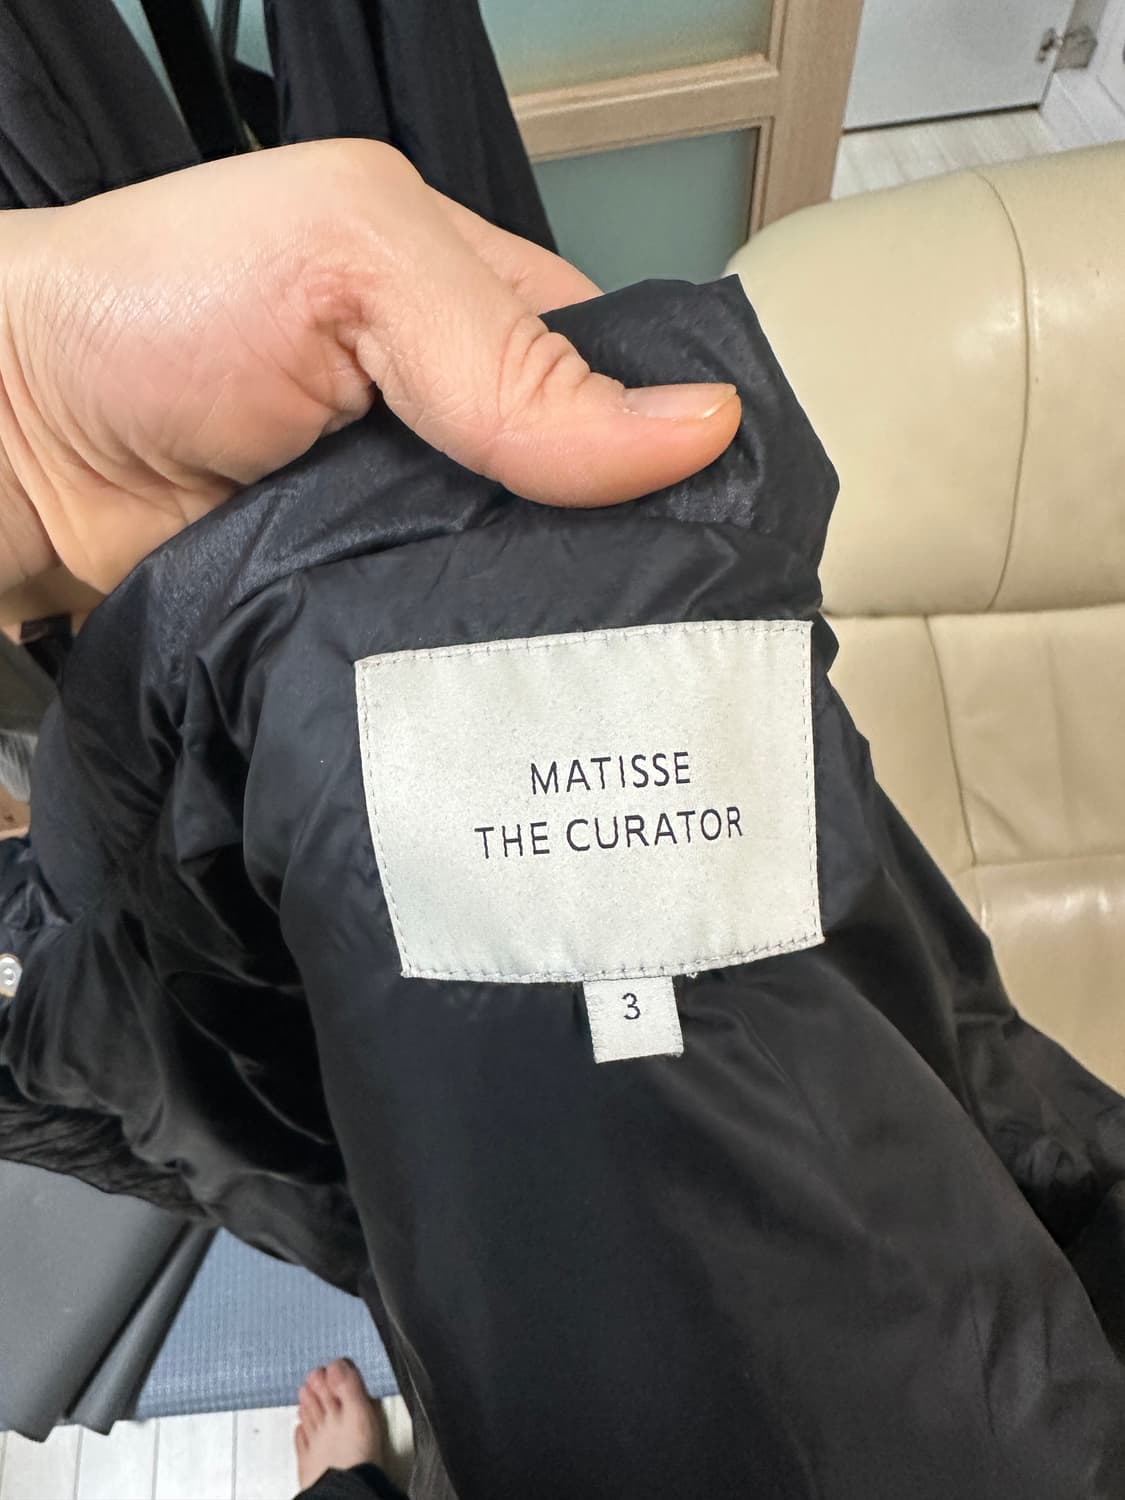 MATISSE
THE CURATOR
3